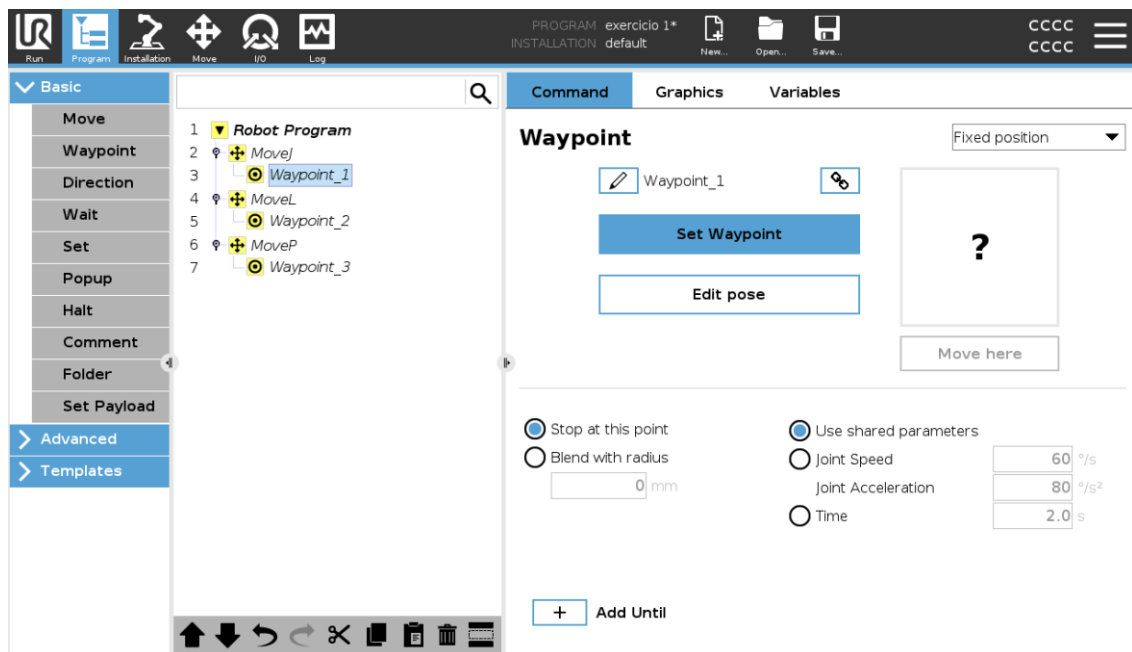 UR
Run
Program
Installation
Move
I/O
Log
PROGRAM exercicio 1*
INSTALLATION default
New...
Open...
Save...
CCCC
CCCC
Basic
Move
Waypoint
Direction
Wait
Set
Popup
Halt
Comment
Folder
Set Payload
Advanced
Templates
1 Robot Program
2 MoveJ
3 Waypoint_1
4 MoveL
5 Waypoint_2
6 MoveP
7 Waypoint_3
Command Graphics Variables
Waypoint
Fixed position
Waypoint_1
Set Waypoint
Edit pose
?
Move here
Stop at this point
Blend with radius
0 mm
Use shared parameters
Joint Speed 60 °/s
Joint Acceleration 80 °/s²
Time 2.0 s
+ Add Until